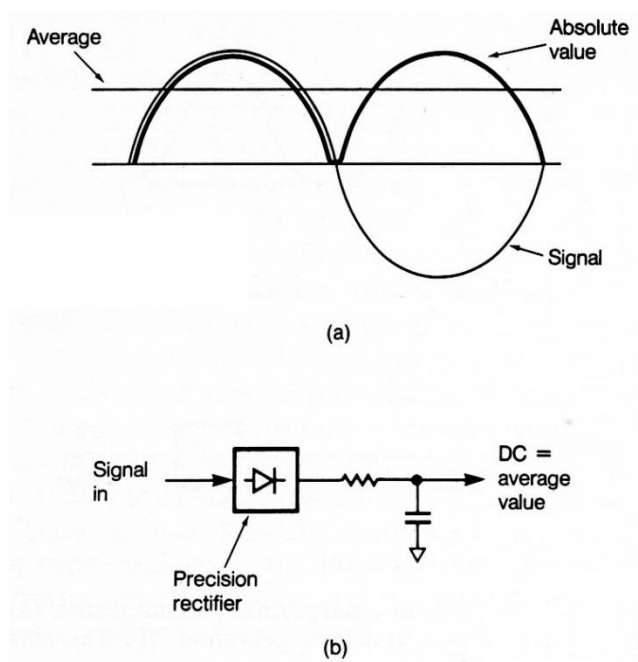 Average
Absolute
value
Signal
(a)
Signal
in
DC =
average
value
Precision
rectifier
(b)